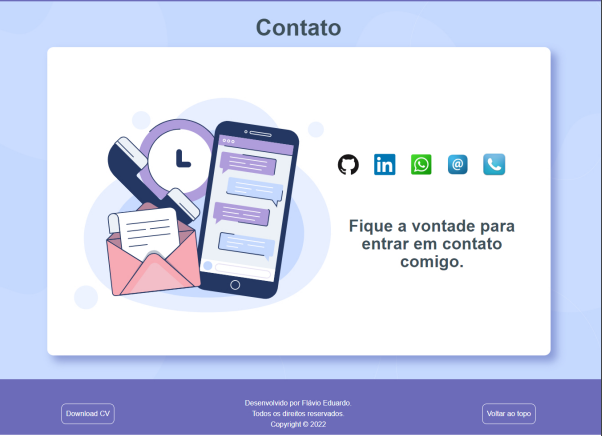 Contato
in
@
Fique a vontade para
entrar em contato
comigo.
Download CV
Desenvolvido por Flávio Eduardo.
Todos os direitos reservados.
Copyright © 2022
Voltar ao topo